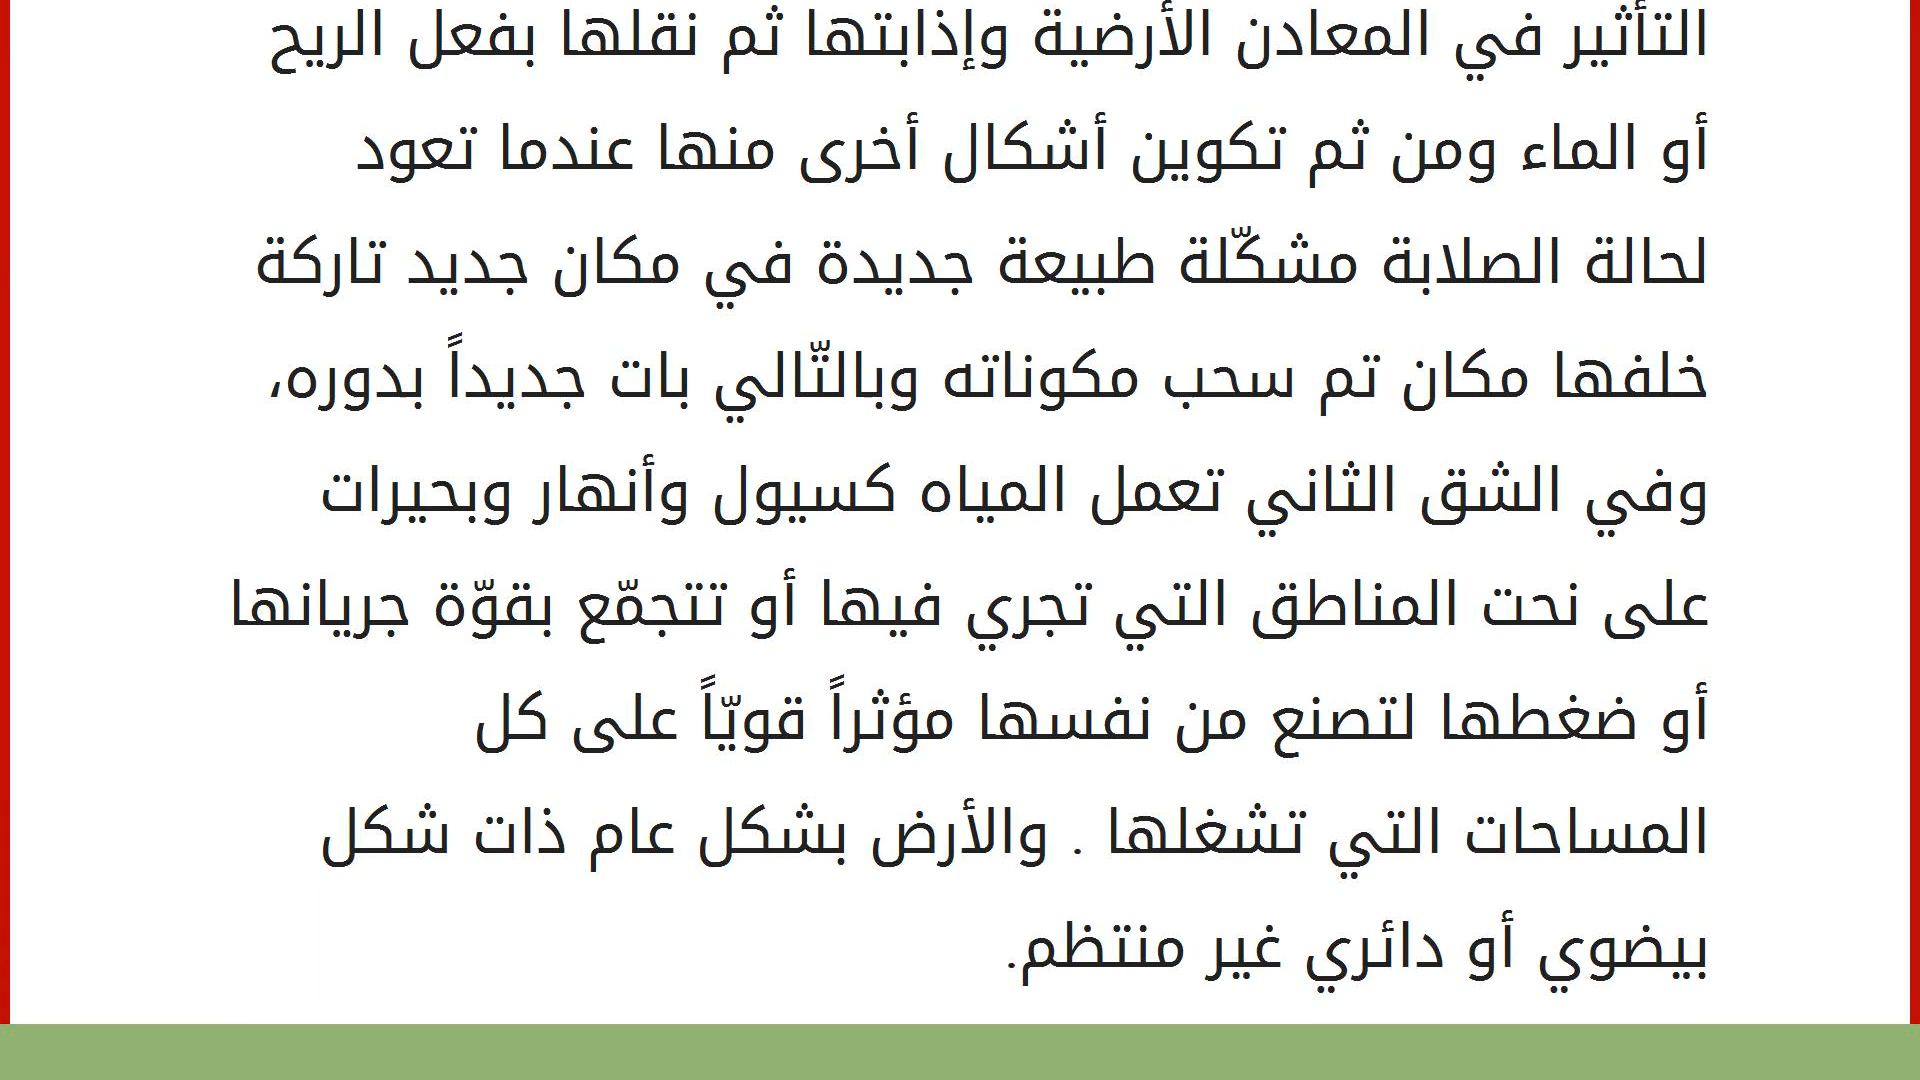 التأثير في المعادن الأرضية وإذابتها ثم نقلها بفعل الريح
أو الماء ومن ثم تكوين أشكال أخرى منها عندما تعود
لحالة الصلابة مشكّلة طبيعة جديدة في مكان جديد تاركة
خلفها مكان تم سحب مكوناته وبالتّالي بات جديداً بدوره،
وفي الشق الثاني تعمل المياه كسيول وأنهار وبحيرات
على نحت المناطق التي تجري فيها أو تتجمّع بقوّة جريانها
أو ضغطها لتصنع من نفسها مؤثراً قويّاً على كل
المساحات التي تشغلها . والأرض بشكل عام ذات شكل
بيضوي أو دائري غير منتظم.